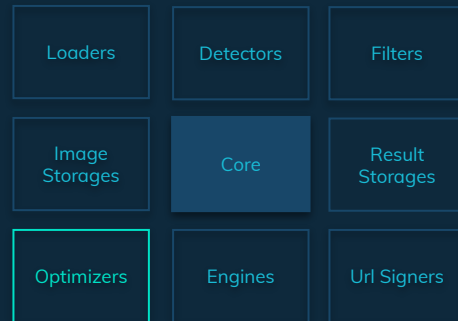 Loaders
Detectors
Filters
Image
Storages
Core
Result
Storages
Optimizers
Engines
Url Signers